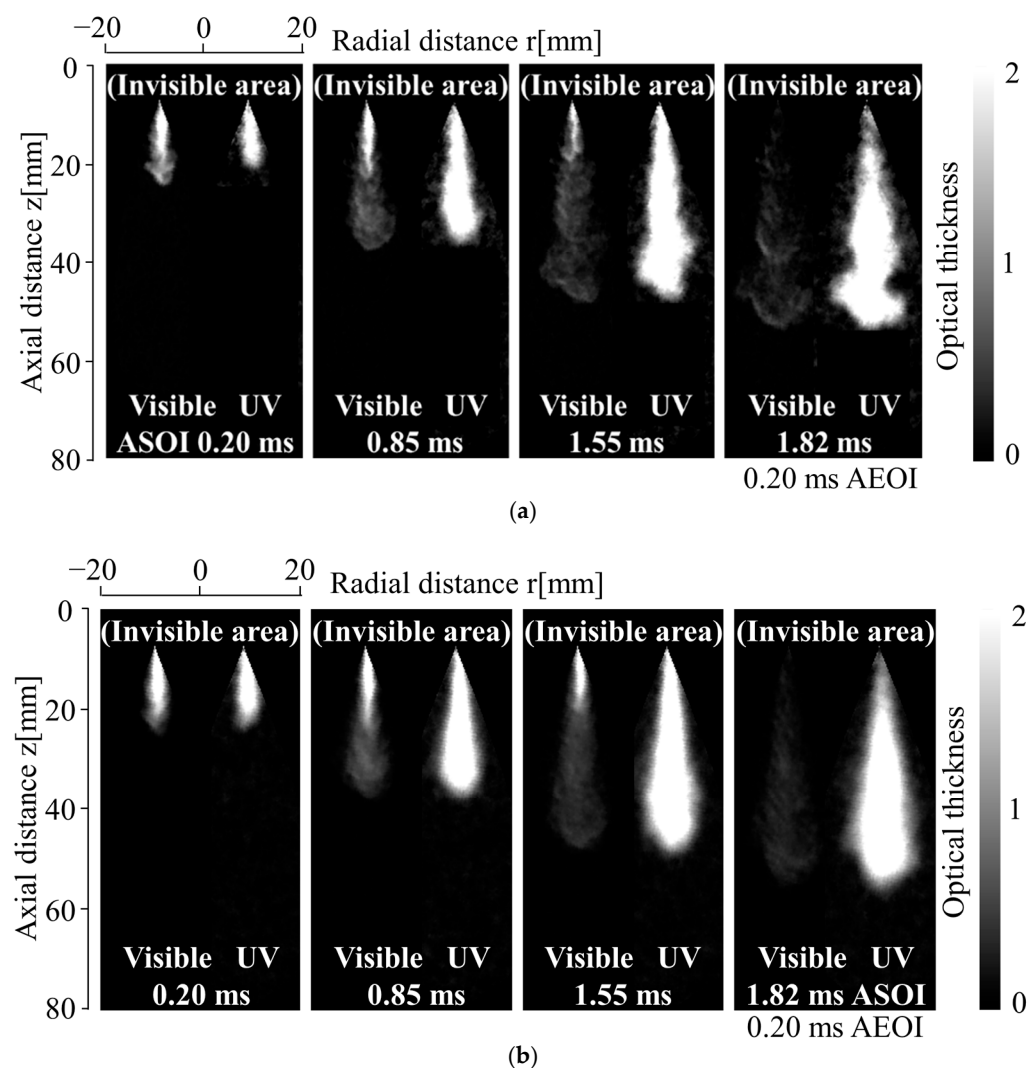 −20 0 20
Radial distance r[mm]
0
20
40
60
80
Axial distance z[mm]
(Invisible area) (Invisible area) (Invisible area) (Invisible area)
Visible UV Visible UV Visible UV Visible UV
ASOI 0.20 ms 0.85 ms 1.55 ms 1.82 ms
0.20 ms AEOI
2
1
0
Optical thickness
(a)
−20 0 20
Radial distance r[mm]
0
20
40
60
80
Axial distance z[mm]
(Invisible area) (Invisible area) (Invisible area) (Invisible area)
Visible UV Visible UV Visible UV Visible UV
0.20 ms 0.85 ms 1.55 ms 1.82 ms ASOI
0.20 ms AEOI
2
1
0
Optical thickness
(b)